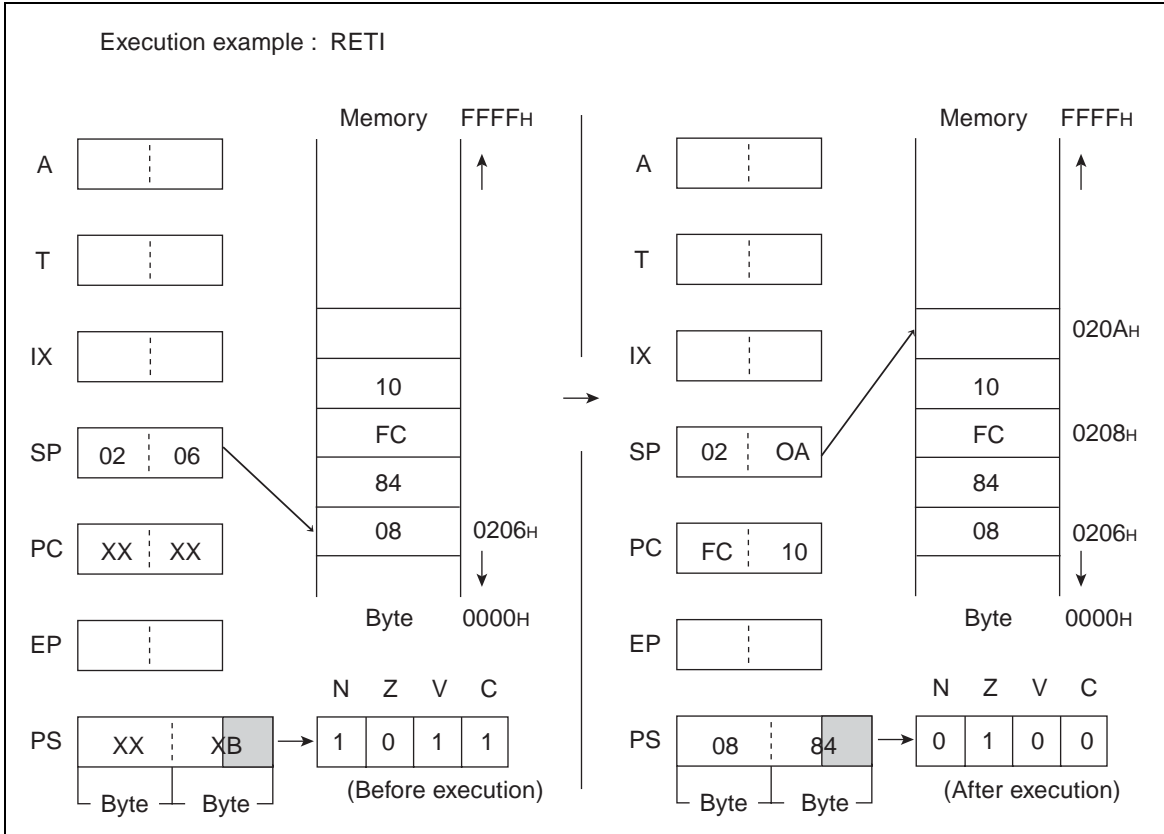 Execution example : RETI
Memory FFFFH
A
T
IX
10
FC
SP 02 06
84
08 0206H
PC XX XX
Byte 0000H
EP
N Z V C
PS XX XB 1 0 1 1
Byte Byte (Before execution)
Memory FFFFH
A
T
020AH
IX
10
FC 0208H
SP 02 OA
84
08 0206H
PC FC 10
Byte 0000H
EP
N Z V C
PS 08 84 0 1 0 0
Byte Byte (After execution)